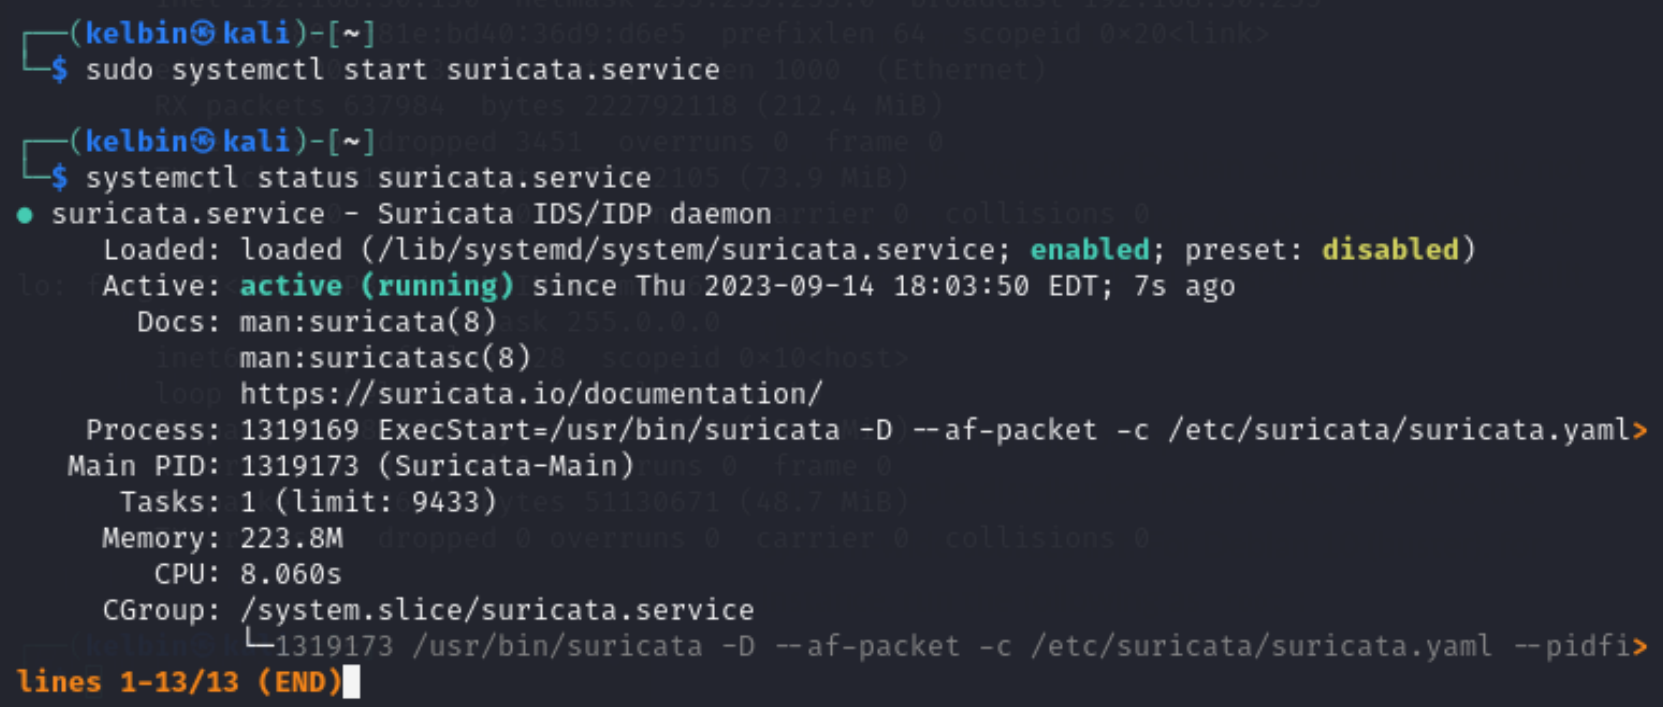 ┌──(kelbin㉿kali)-[~]
└─$ sudo systemctl start suricata.service
┌──(kelbin㉿kali)-[~]
└─$ systemctl status suricata.service
● suricata.service - Suricata IDS/IDP daemon
Loaded: loaded (/lib/systemd/system/suricata.service; enabled; preset: disabled)
Active: active (running) since Thu 2023-09-14 18:03:50 EDT; 7s ago
Docs: man:suricata(8)
man:suricatasc(8)
https://suricata.io/documentation/
Process: 1319169 ExecStart=/usr/bin/suricata -D --af-packet -c /etc/suricata/suricata.yaml>
Main PID: 1319173 (Suricata-Main)
Tasks: 1 (limit: 9433)
Memory: 223.8M
CPU: 8.060s
CGroup: /system.slice/suricata.service
└─1319173 /usr/bin/suricata -D --af-packet -c /etc/suricata/suricata.yaml --pidfi>
lines 1-13/13 (END)